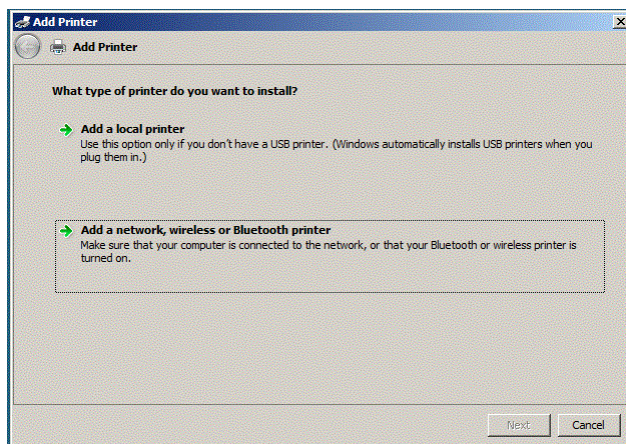 Add Printer
Add Printer
What type of printer do you want to install?
Add a local printer
Use this option only if you don't have a USB printer. (Windows automatically installs USB printers when you
plug them in.)
Add a network, wireless or Bluetooth printer
Make sure that your computer is connected to the network, or that your Bluetooth or wireless printer is
turned on.
Next
Cancel